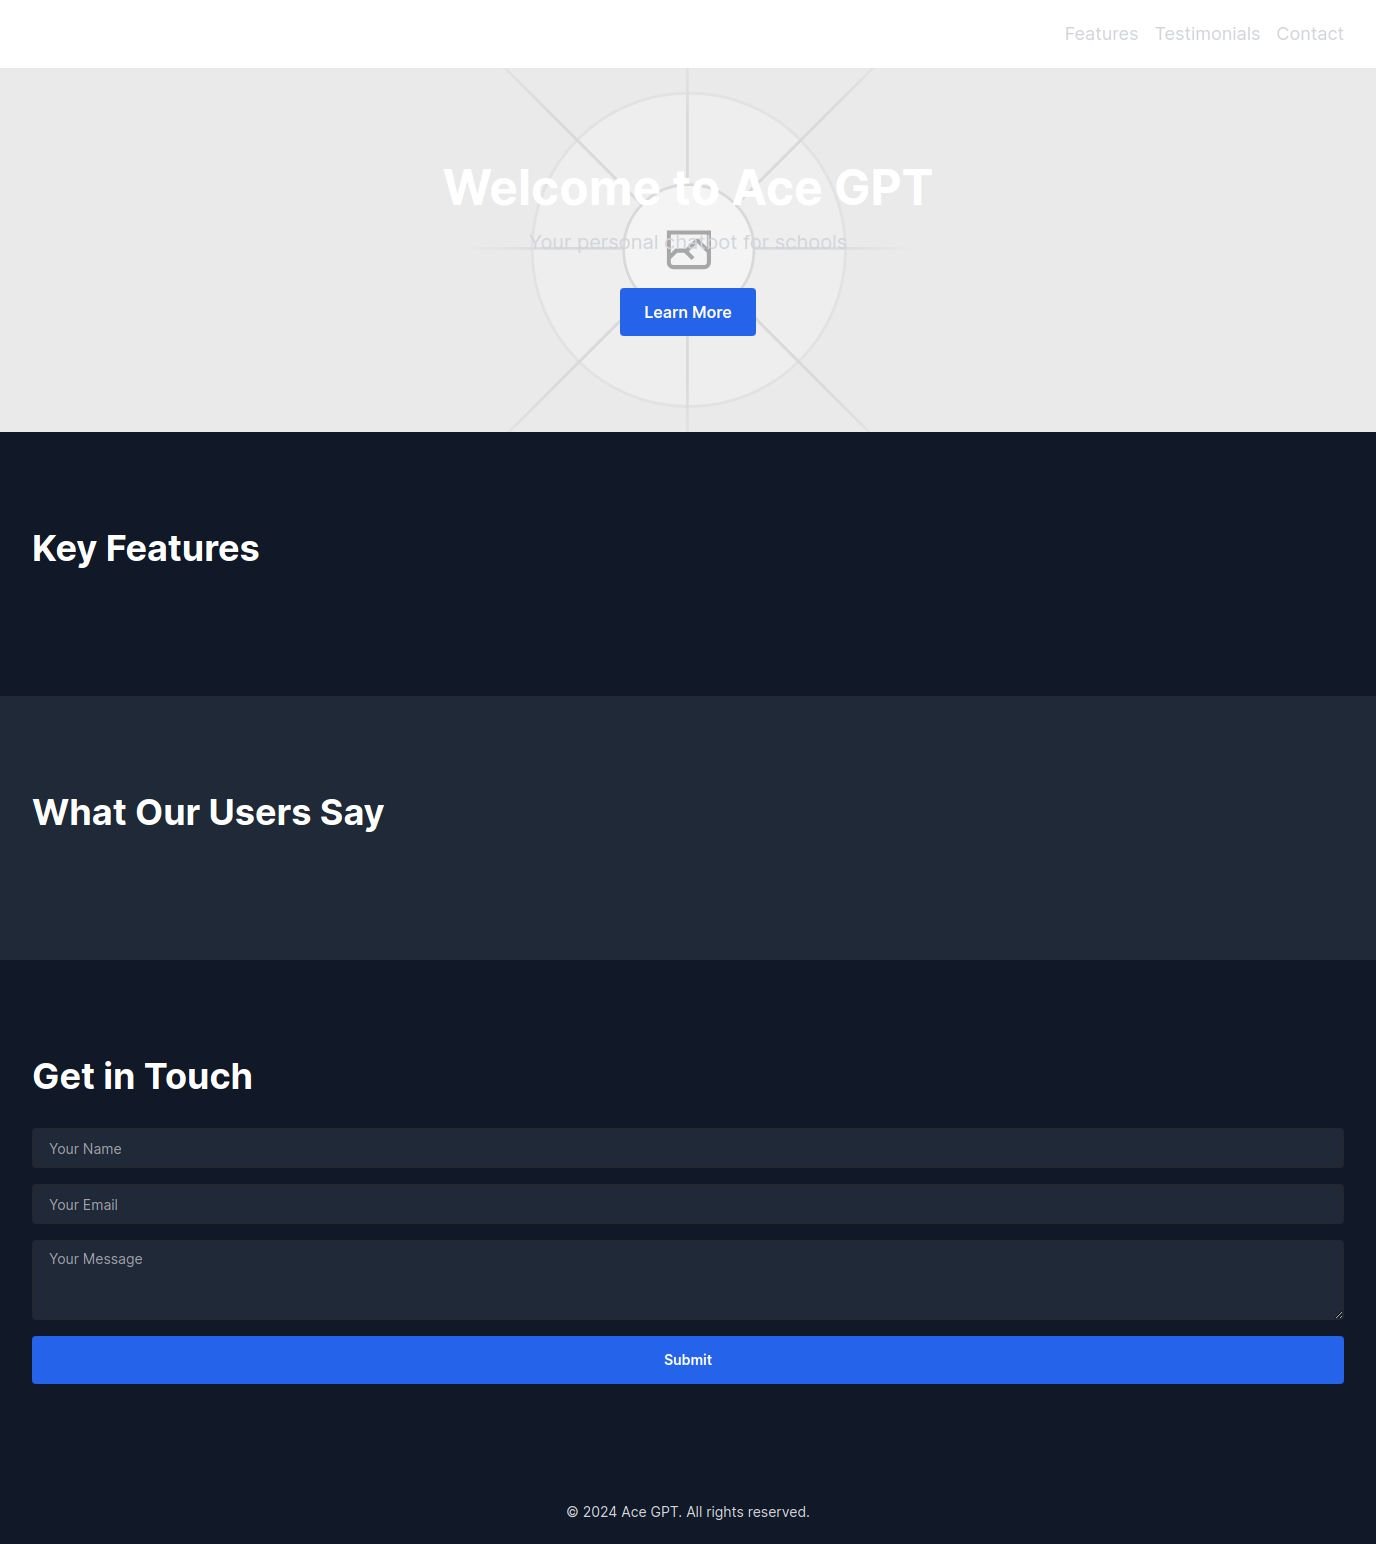 Features Testimonials Contact
Welcome to Ace GPT
Your personal chatbot for schools
Learn More
Key Features
What Our Users Say
Get in Touch
Your Name
Your Email
Your Message
Submit
© 2024 Ace GPT. All rights reserved.